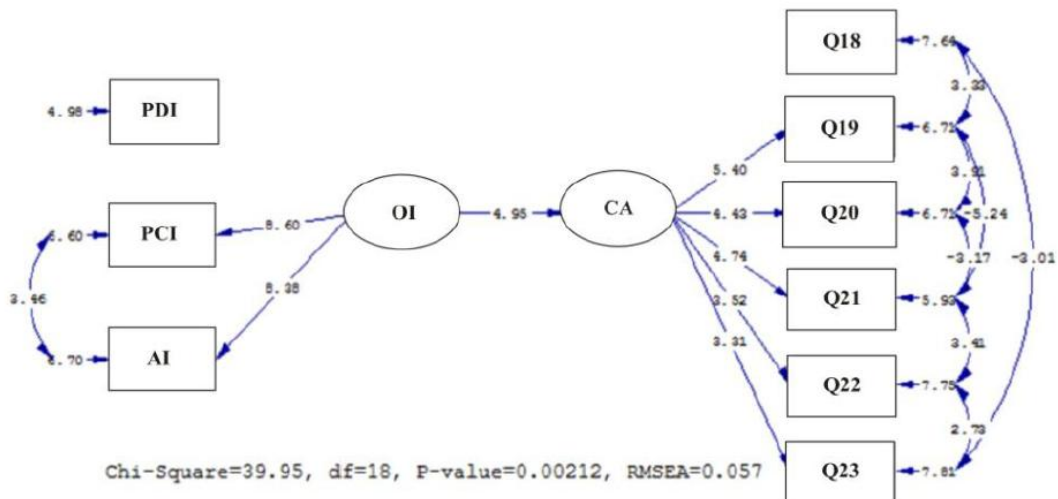 Q18
7.64
3.33
4.98
PDI
Q19
6.71
5.40
3.91
OI
4.95
CA
4.43
Q20
6.71
-5.24
PCI
8.60
4.74
-3.17
-3.01
3.46
8.38
3.52
Q21
5.93
3.31
3.41
6.70
AI
Q22
7.75
2.73
Chi-Square=39.95, df=18, P-value=0.00212, RMSEA=0.057
Q23
7.81